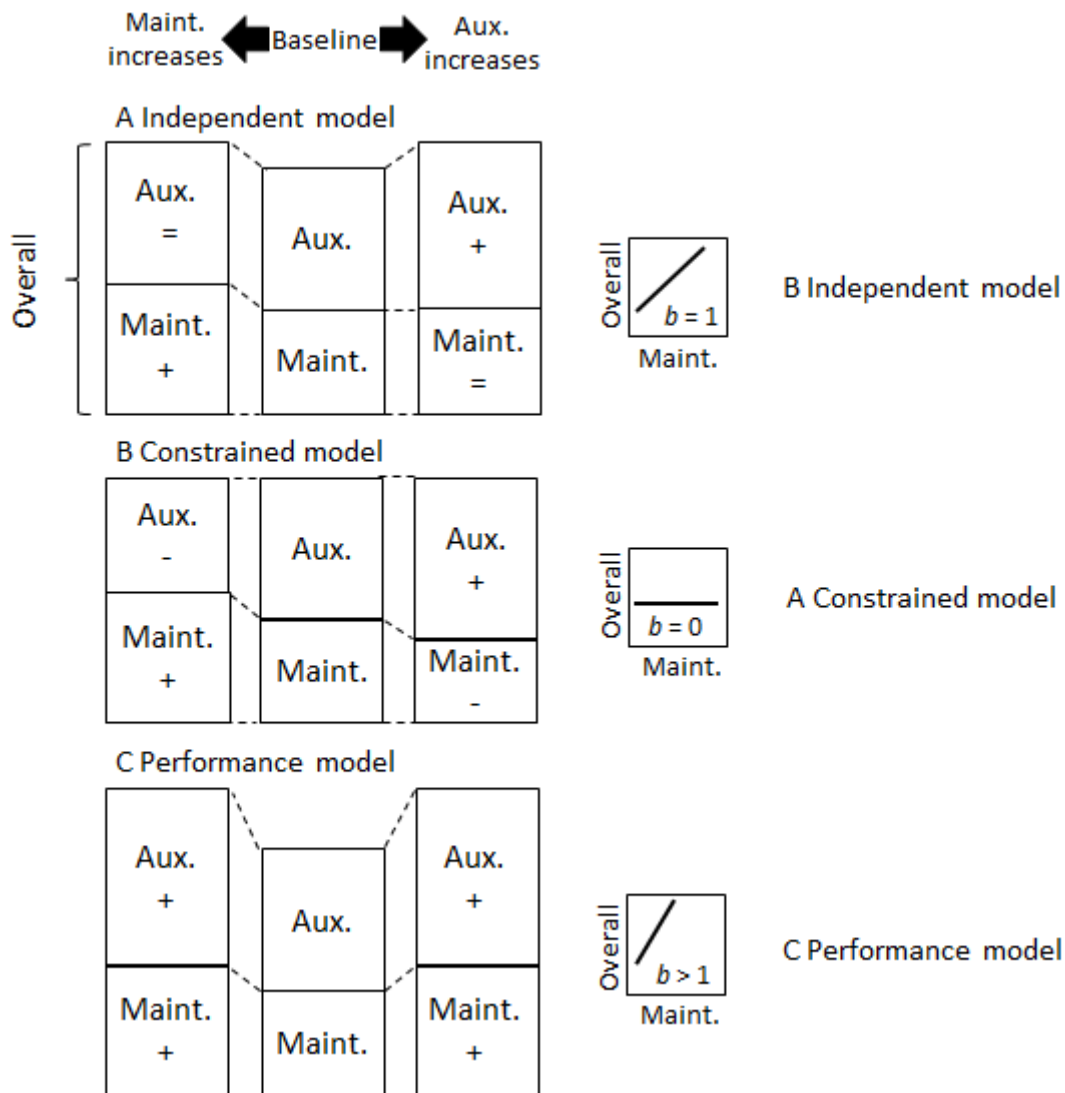 Maint.
increases
Baseline
Aux.
increases
A Independent model
Overall
Aux.
=
Maint.
+
Aux.
Maint.
Aux.
+
Maint.
=
Overall
b = 1
Maint.
B Independent model
B Constrained model
Aux.
-
Maint.
+
Aux.
Maint.
Aux.
+
Maint.
-
Overall
b = 0
Maint.
A Constrained model
C Performance model
Aux.
+
Maint.
+
Aux.
Maint.
Aux.
+
Maint.
+
Overall
b > 1
Maint.
C Performance model